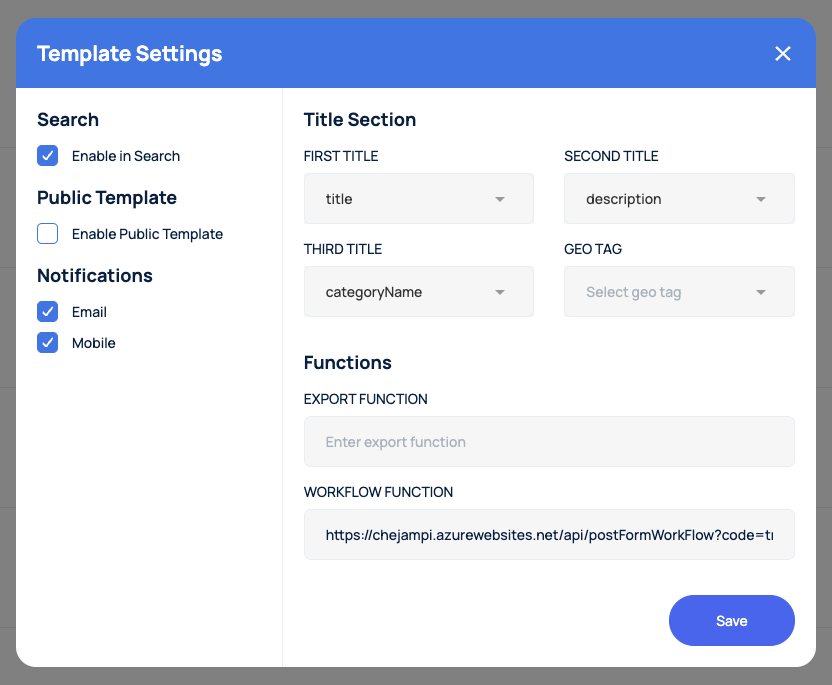 Template Settings
Search
Enable in Search
Public Template
Enable Public Template
Notifications
Email
Mobile
Title Section
FIRST TITLE
SECOND TITLE
title
description
THIRD TITLE
GEO TAG
categoryName
Select geo tag
Functions
EXPORT FUNCTION
Enter export function
WORKFLOW FUNCTION
https://chejampi.azurewebsites.net/api/postFormWorkFlow?code=
Save